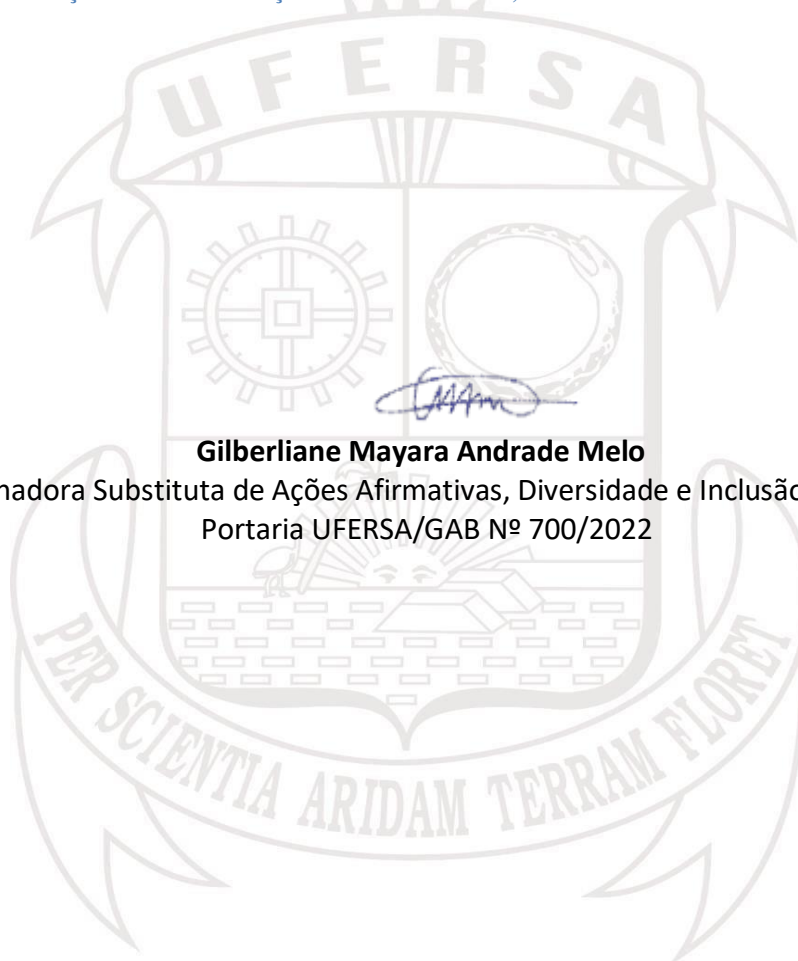 UFERSA
Gilberliane Mayara Andrade Melo
nadora Substituta de Ações Afirmativas, Diversidade e Inclusão
Portaria UFERSA/GAB Nº 700/2022
PER SCIENTIA ARIDAM TERRAM FLORET